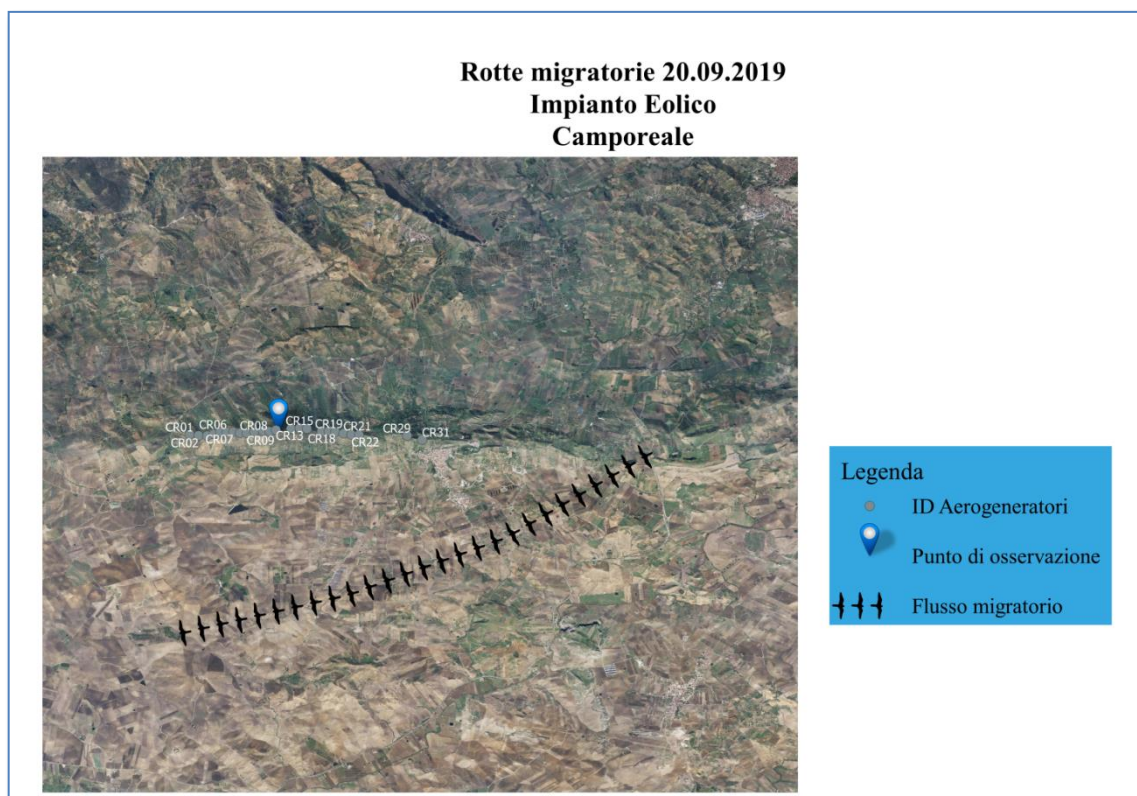 Rotte migratorie 20.09.2019
Impianto Eolico
Camporeale
CR01
CR06
CR08
CR15
CR19
CR21
CR29
CR31
CR02
CR07
CR09
CR13
CR18
CR22
Legenda
ID Aerogeneratori
Punto di osservazione
Flusso migratorio